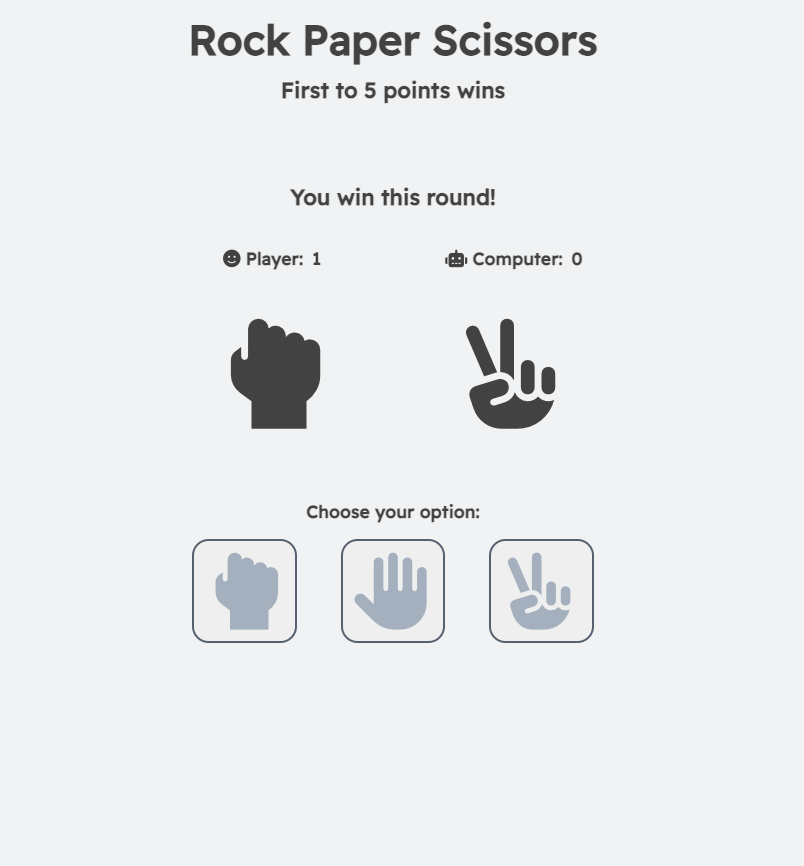 Rock Paper Scissors
First to 5 points wins
You win this round!
Player: 1
Computer: 0
Choose your option: